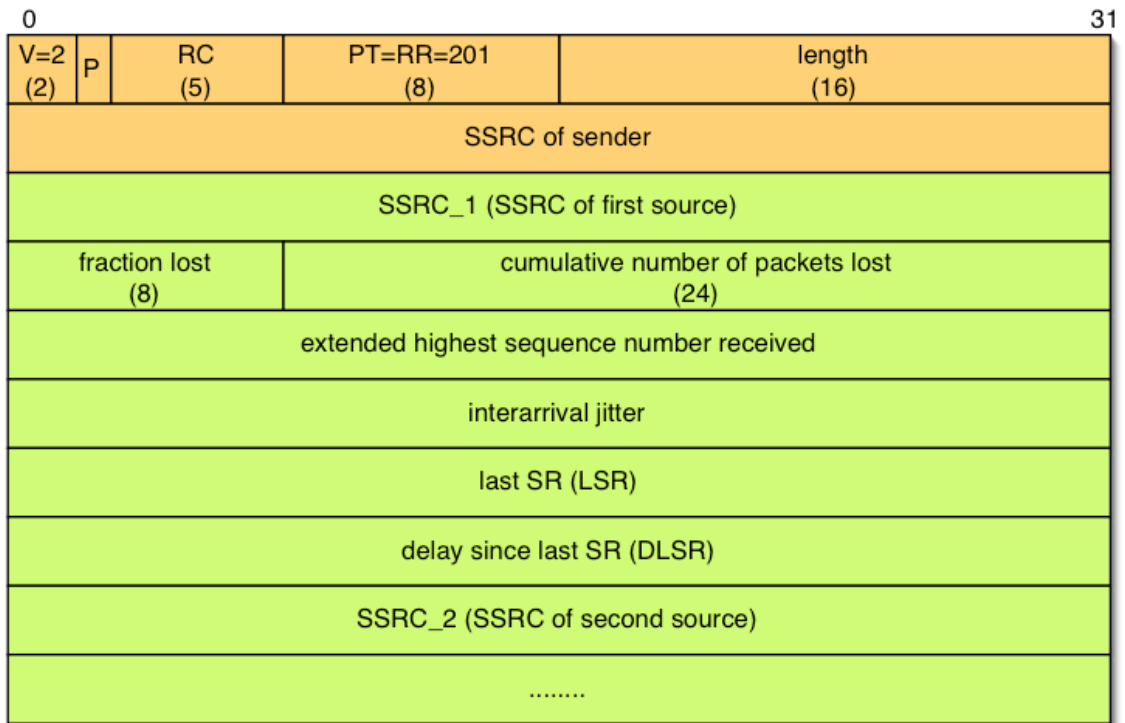 0 31
V=2 P RC PT=RR=201 length
(2) (5) (8) (16)
SSRC of sender
SSRC_1 (SSRC of first source)
fraction lost cumulative number of packets lost
(8) (24)
extended highest sequence number received
interarrival jitter
last SR (LSR)
delay since last SR (DLSR)
SSRC_2 (SSRC of second source)
........